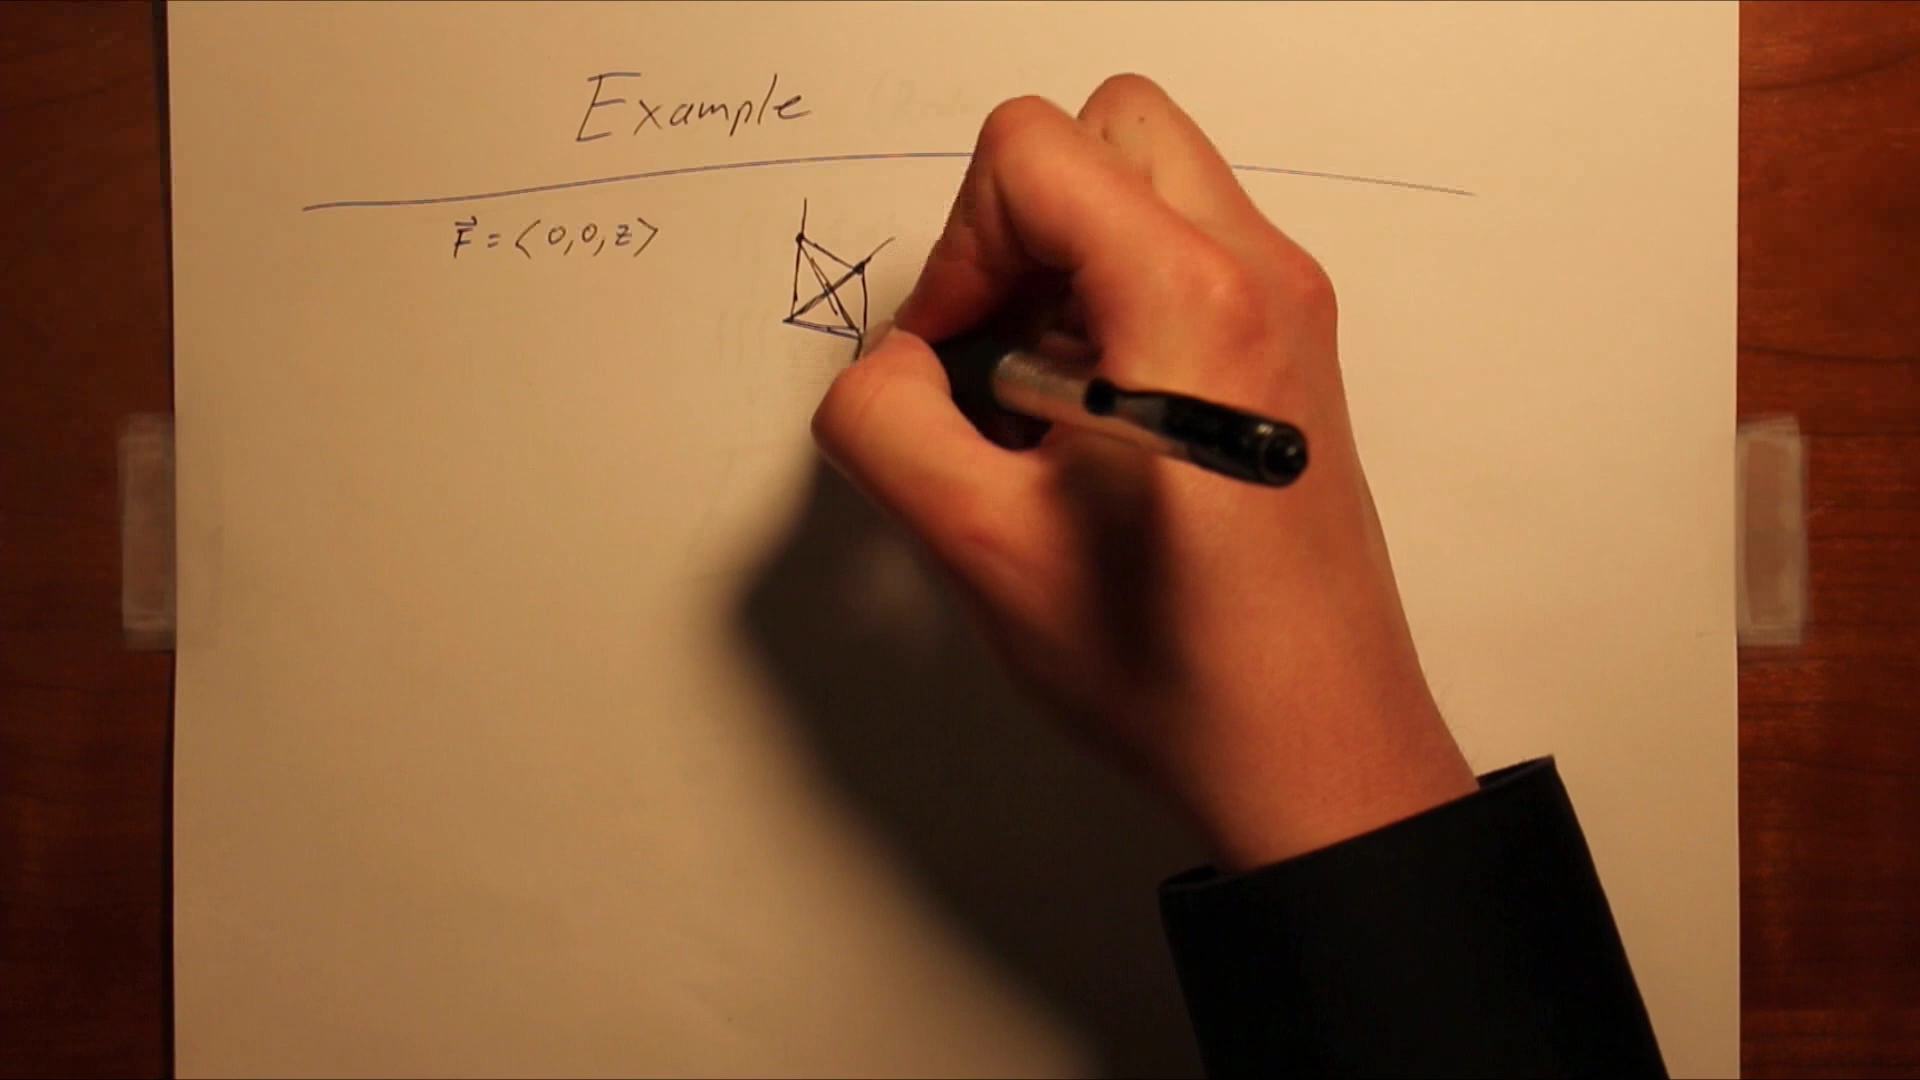 Example
F⃗ = ⟨0,0,z⟩